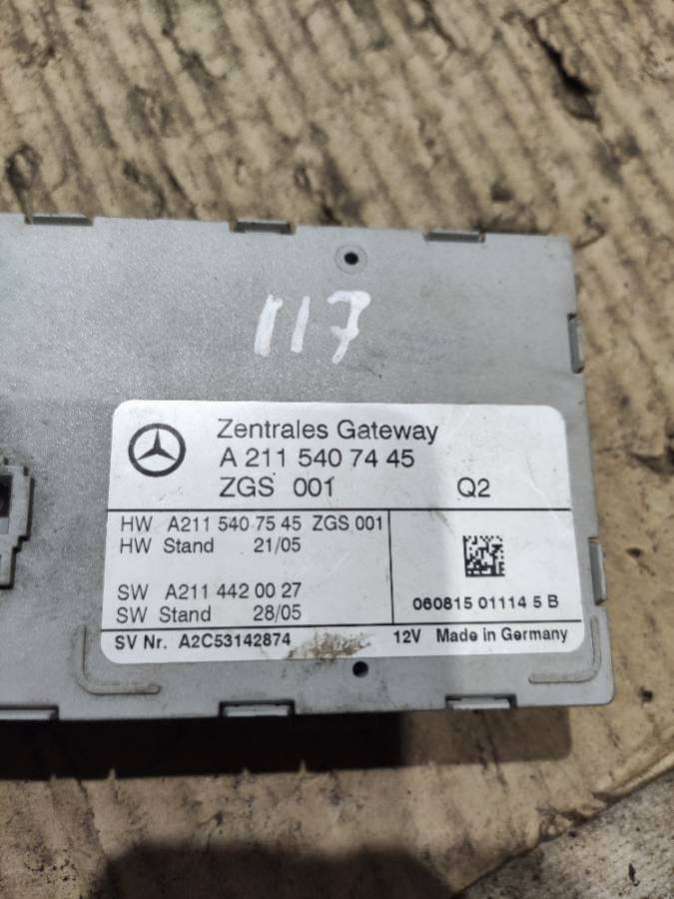 117
Zentrales Gateway
A 211 540 74 45
ZGS 001 Q2
HW A211 540 75 45 ZGS 001
HW Stand 21/05
SW A211 442 00 27
SW Stand 28/05
060815 01114 5 B
SV Nr. A2C53142874 12V Made in Germany